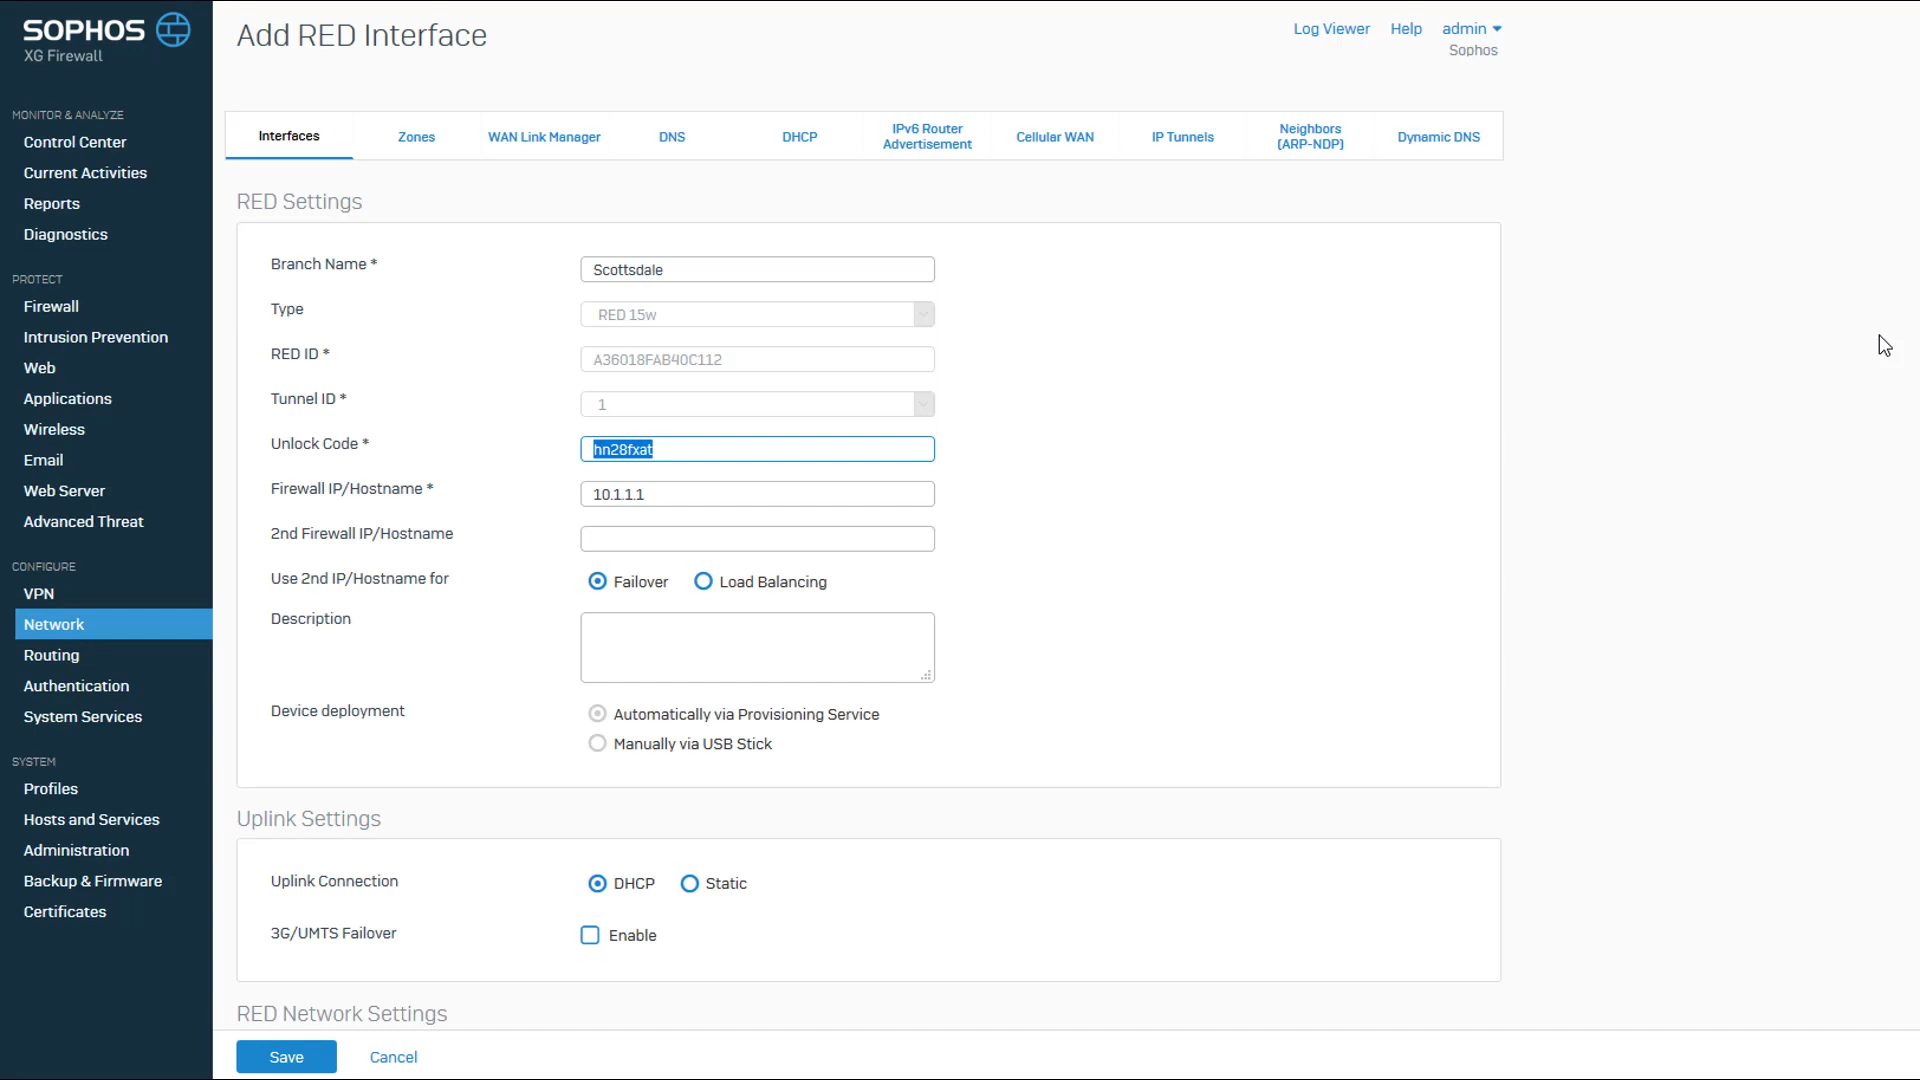 SOPHOS
XG Firewall
MONITOR & ANALYZE
Control Center
Current Activities
Reports
Diagnostics
PROTECT
Firewall
Intrusion Prevention
Web
Applications
Wireless
Email
Web Server
Advanced Threat
CONFIGURE
VPN
Network
Routing
Authentication
System Services
SYSTEM
Profiles
Hosts and Services
Administration
Backup & Firmware
Certificates
Add RED Interface
Log Viewer Help admin
Sophos
Interfaces Zones WAN Link Manager DNS DHCP IPv6 Router Advertisement Cellular WAN IP Tunnels Neighbors (ARP-NDP) Dynamic DNS
RED Settings
Branch Name * Scottsdale
Type RED 15w
RED ID * A36018FAB40C112
Tunnel ID * 1
Unlock Code * hn28fxat
Firewall IP/Hostname * 10.1.1.1
2nd Firewall IP/Hostname
Use 2nd IP/Hostname for Failover Load Balancing
Description
Device deployment Automatically via Provisioning Service
Manually via USB Stick
Uplink Settings
Uplink Connection DHCP Static
3G/UMTS Failover Enable
RED Network Settings
Save Cancel